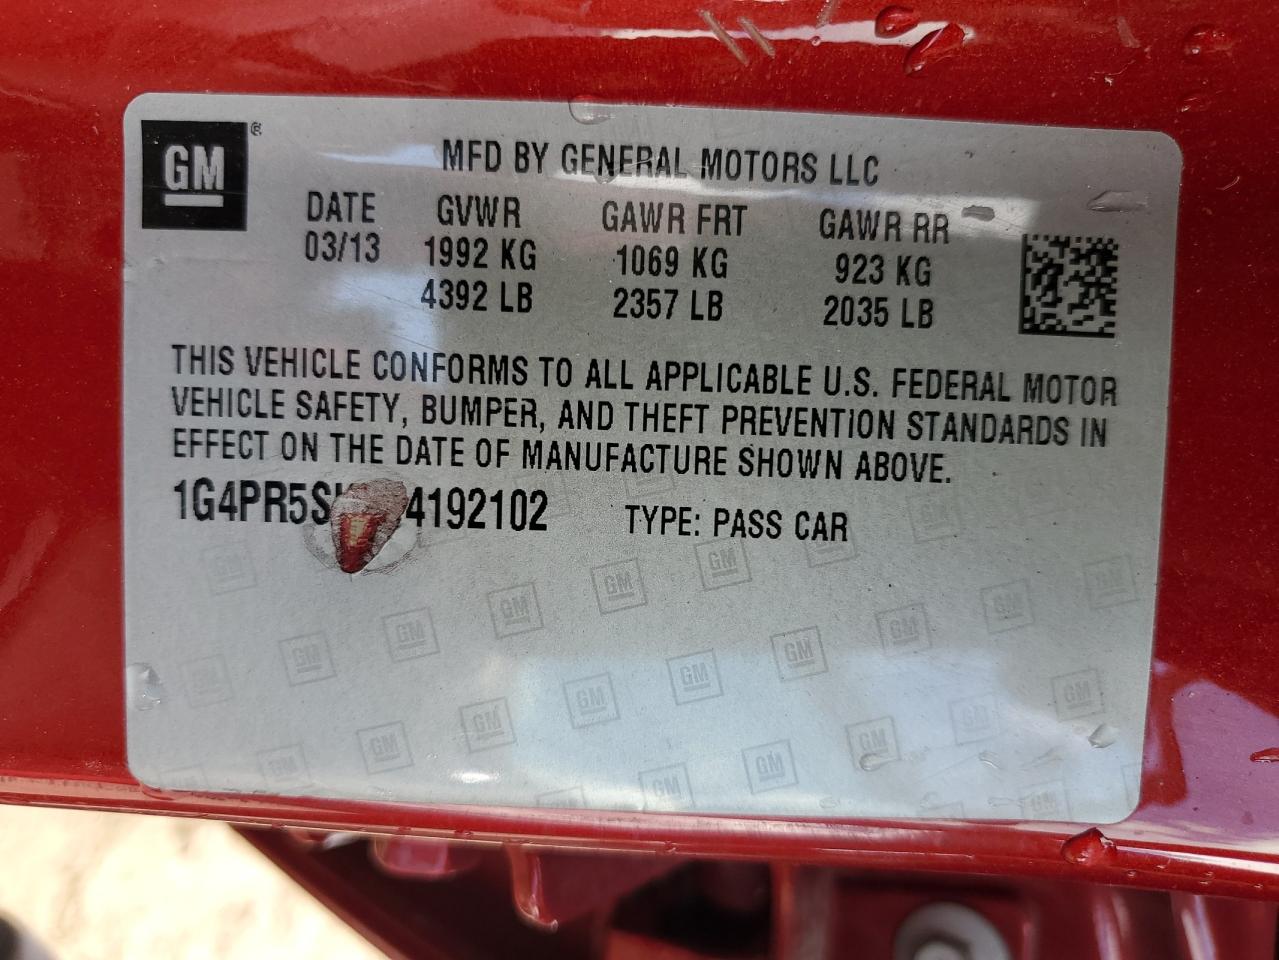 GM ®
MFD BY GENERAL MOTORS LLC
DATE GVWR GAWR FRT GAWR RR
03/13 1992 KG 1069 KG 923 KG
4392 LB 2357 LB 2035 LB
THIS VEHICLE CONFORMS TO ALL APPLICABLE U.S. FEDERAL MOTOR
VEHICLE SAFETY, BUMPER, AND THEFT PREVENTION STANDARDS IN
EFFECT ON THE DATE OF MANUFACTURE SHOWN ABOVE.
1G4PR5S 4192102 TYPE: PASS CAR